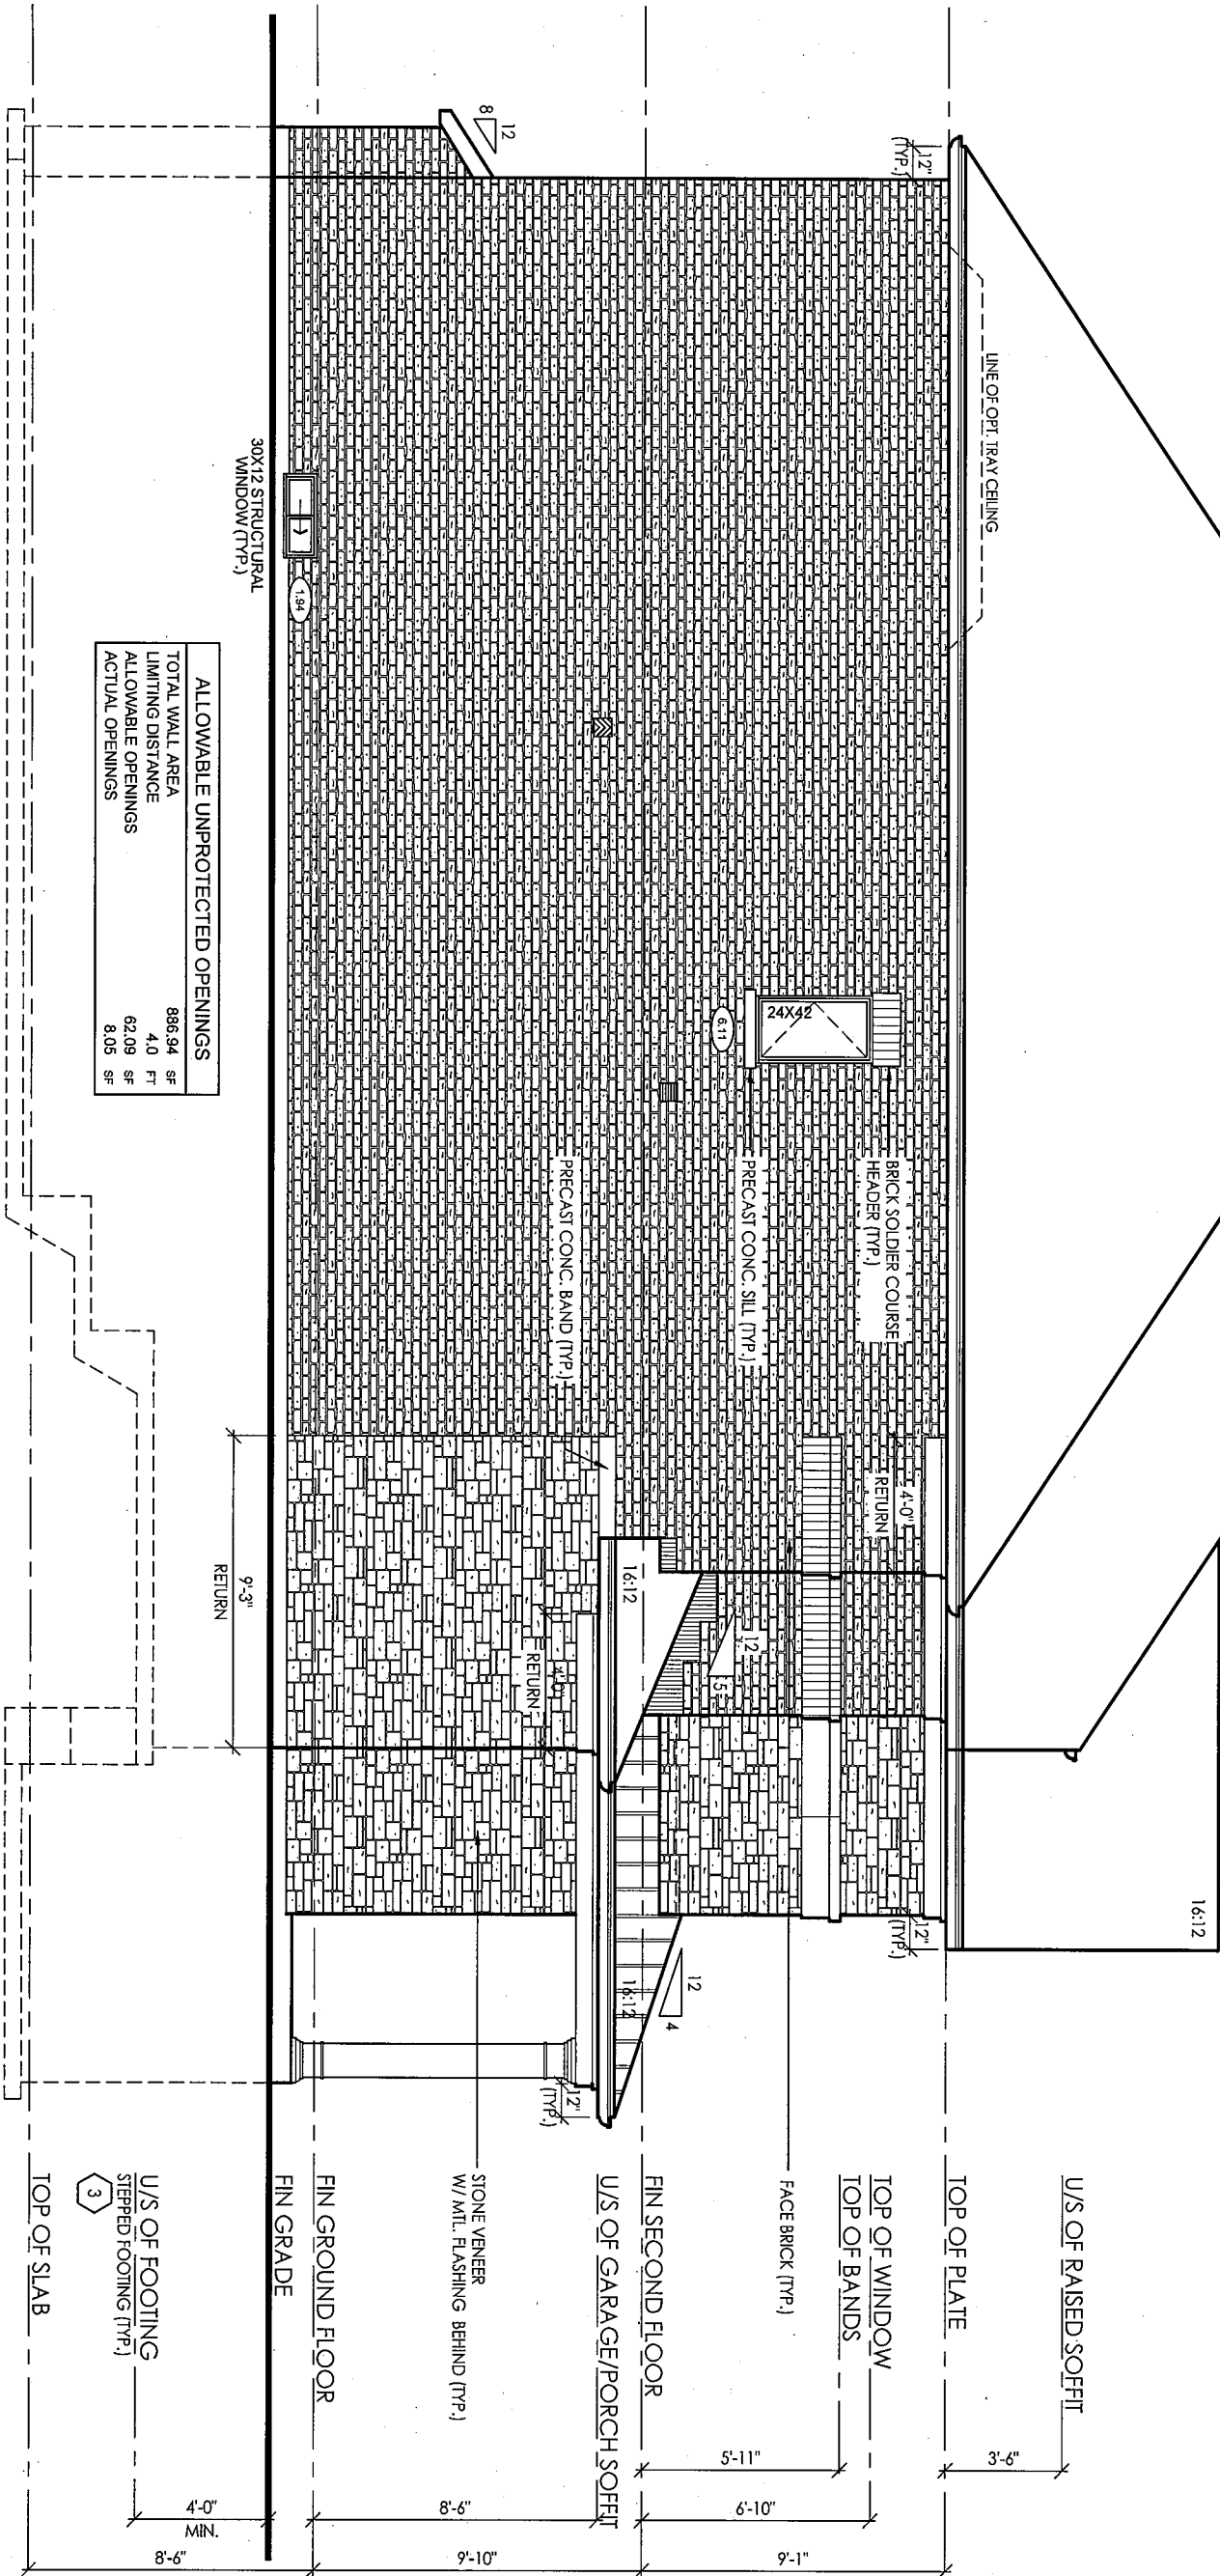 U/S OF RAISED SOFFIT
TOP OF PLATE
TOP OF WINDOW
TOP OF BANDS
FACE BRICK (TYP.)
FIN SECOND FLOOR
U/S OF GARAGE/PORCH SOFFIT
STONE VENEER
W/ MTL. FLASHING BEHIND (TYP.)
FIN GROUND FLOOR
FIN GRADE
U/S OF FOOTING
STEPPED FOOTING (TYP.)
3
TOP OF SLAB
3'-6"
5'-11"
6'-10"
9'-1"
8'-6"
9'-10"
4'-0"
MIN.
8'-6"
16:12
12"
(TYP.)
12
4
16:12
12"
(TYP.)
4'-0"
RETURN
12
5
16:12
4'-0"
RETURN
9'-3"
RETURN
BRICK SOLDIER COURSE
HEADER (TYP.)
PRECAST CONC. SILL (TYP.)
PRECAST CONC. BAND (TYP.)
24X42
6.11
LINE OF OPT. TRAY CEILING
12"
(TYP.)
12
8
30X12 STRUCTURAL
WINDOW (TYP.)
1.94
ALLOWABLE UNPROTECTED OPENINGS
TOTAL WALL AREA 886.94 SF
LIMITING DISTANCE 4.0 FT
ALLOWABLE OPENINGS 62.09 SF
ACTUAL OPENINGS 8.05 SF